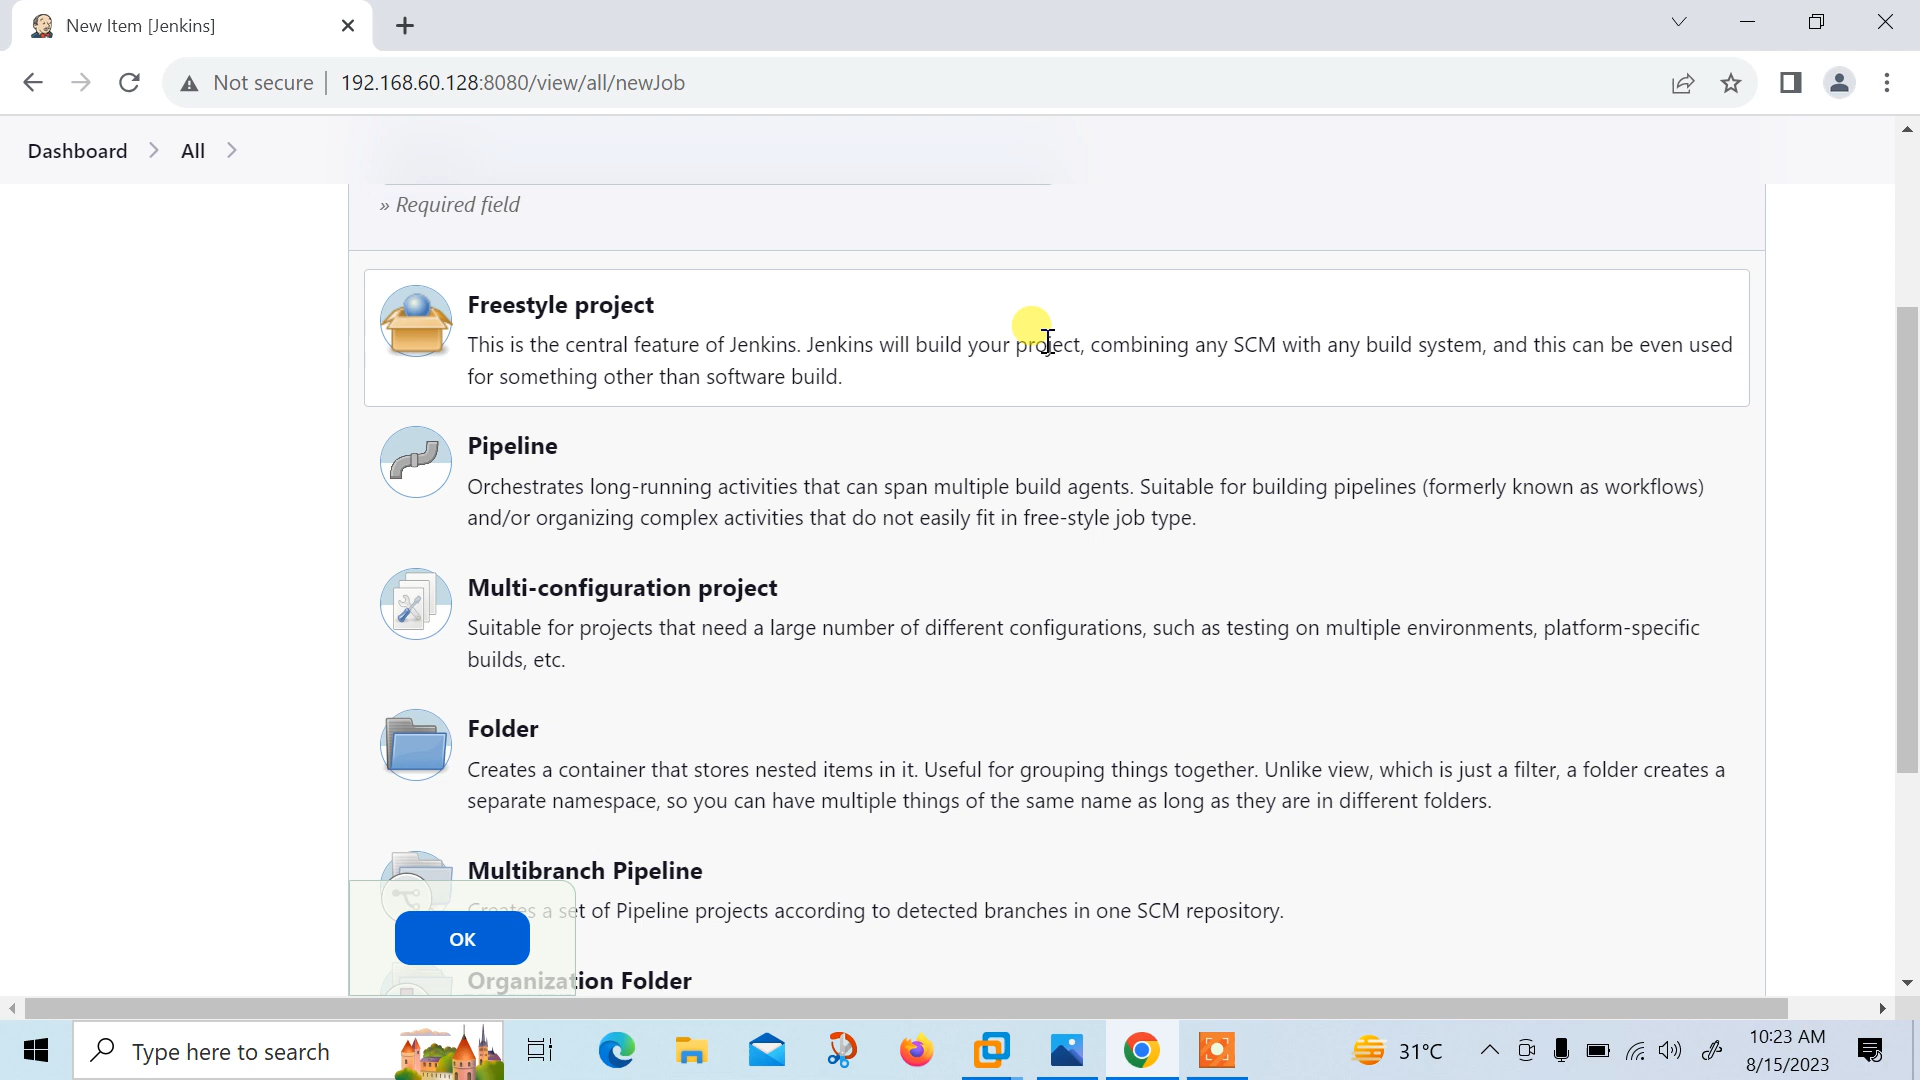 New Item [Jenkins]
Not secure
192.168.60.128:8080/view/all/newJob
Dashboard
All
» Required field
Freestyle project
This is the central feature of Jenkins. Jenkins will build your project, combining any SCM with any build system, and this can be even used
for something other than software build.
Pipeline
Orchestrates long-running activities that can span multiple build agents. Suitable for building pipelines (formerly known as workflows)
and/or organizing complex activities that do not easily fit in free-style job type.
Multi-configuration project
Suitable for projects that need a large number of different configurations, such as testing on multiple environments, platform-specific
builds, etc.
Folder
Creates a container that stores nested items in it. Useful for grouping things together. Unlike view, which is just a filter, a folder creates a
separate namespace, so you can have multiple things of the same name as long as they are in different folders.
Multibranch Pipeline
Creates a set of Pipeline projects according to detected branches in one SCM repository.
OK
Organization Folder
Type here to search
31°C
10:23 AM
8/15/2023